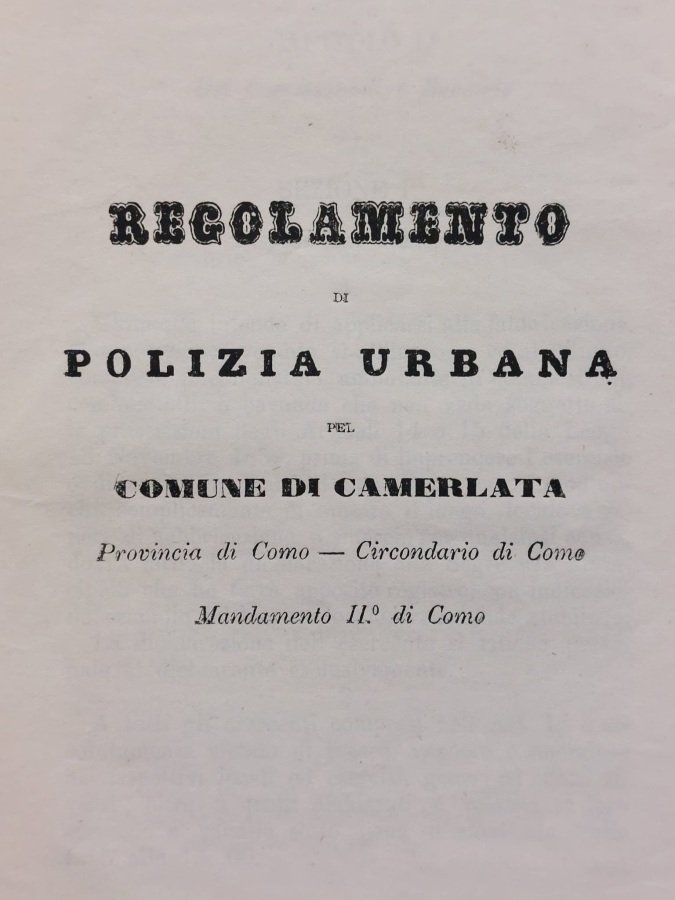 REGOLAMENTO
DI
POLIZIA URBANA
PEL
COMUNE DI CAMERLATA
Provincia di Como — Circondario di Como
Mandamento II.º di Como